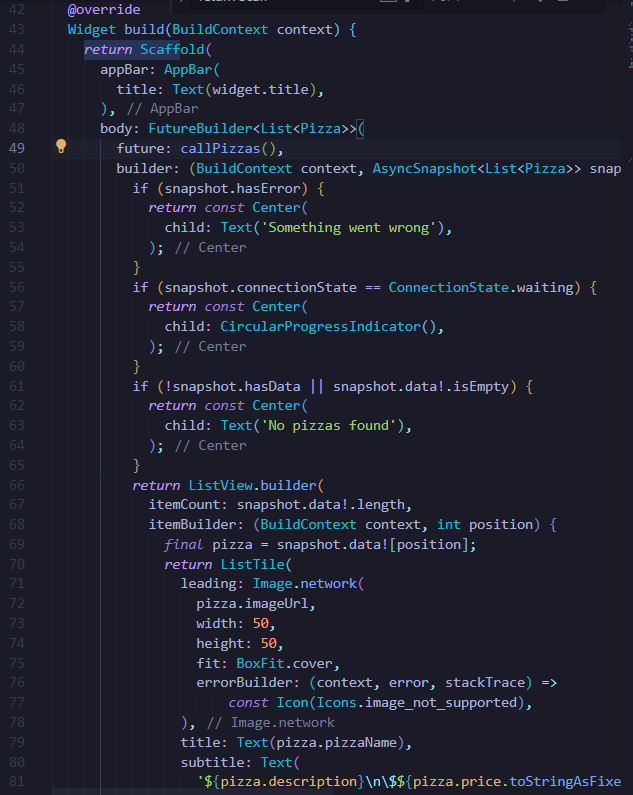 42 @override
43 Widget build(BuildContext context) {
44 return Scaffold(
45 appBar: AppBar(
46 title: Text(widget.title),
47 ), // AppBar
48 body: FutureBuilder<List<Pizza>>(
49 future: callPizzas(),
50 builder: (BuildContext context, AsyncSnapshot<List<Pizza>> snap
51 if (snapshot.hasError) {
52 return const Center(
53 child: Text('Something went wrong'),
54 ); // Center
55 }
56 if (snapshot.connectionState == ConnectionState.waiting) {
57 return const Center(
58 child: CircularProgressIndicator(),
59 ); // Center
60 }
61 if (!snapshot.hasData || snapshot.data!.isEmpty) {
62 return const Center(
63 child: Text('No pizzas found'),
64 ); // Center
65 }
66 return ListView.builder(
67 itemCount: snapshot.data!.length,
68 itemBuilder: (BuildContext context, int position) {
69 final pizza = snapshot.data![position];
70 return ListTile(
71 leading: Image.network(
72 pizza.imageUrl,
73 width: 50,
74 height: 50,
75 fit: BoxFit.cover,
76 errorBuilder: (context, error, stackTrace) =>
77 const Icon(Icons.image_not_supported),
78 ), // Image.network
79 title: Text(pizza.pizzaName),
80 subtitle: Text(
81 '${pizza.description}\n\$${pizza.price.toStringAsFixe